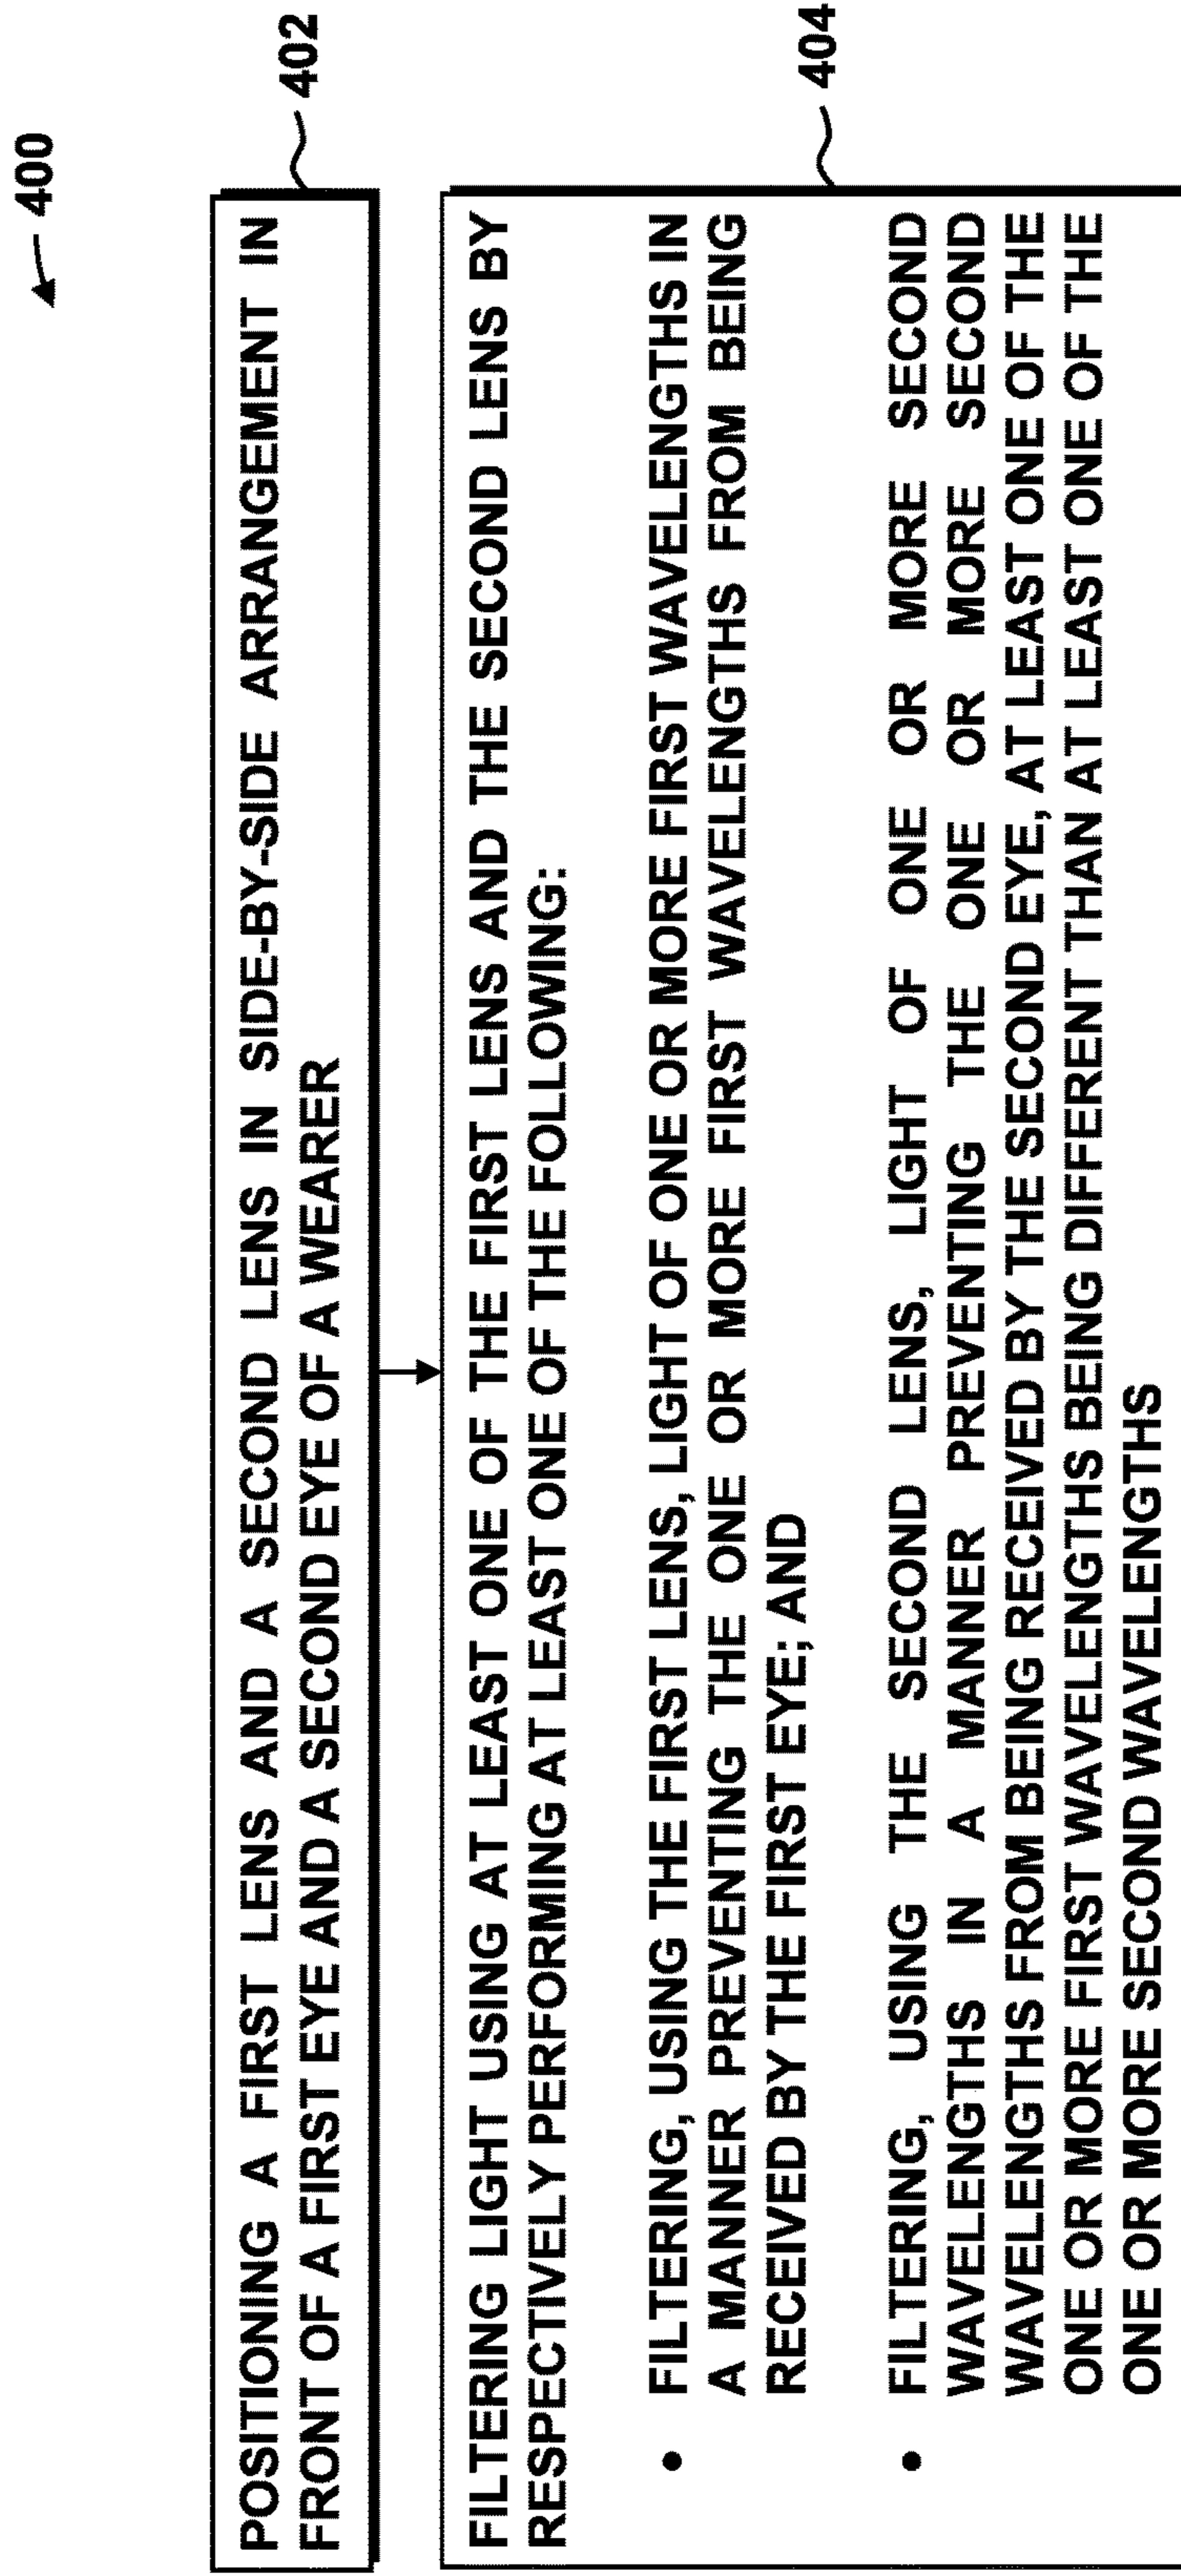 400
POSITIONING A FIRST LENS AND A SECOND LENS IN SIDE-BY-SIDE ARRANGEMENT IN
FRONT OF A FIRST EYE AND A SECOND EYE OF A WEARER
402
FILTERING LIGHT USING AT LEAST ONE OF THE FIRST LENS AND THE SECOND LENS BY
RESPECTIVELY PERFORMING AT LEAST ONE OF THE FOLLOWING:
• FILTERING, USING THE FIRST LENS, LIGHT OF ONE OR MORE FIRST WAVELENGTHS IN
A MANNER PREVENTING THE ONE OR MORE FIRST WAVELENGTHS FROM BEING
RECEIVED BY THE FIRST EYE; AND
• FILTERING, USING THE SECOND LENS, LIGHT OF ONE OR MORE SECOND
WAVELENGTHS IN A MANNER PREVENTING THE ONE OR MORE SECOND
WAVELENGTHS FROM BEING RECEIVED BY THE SECOND EYE, AT LEAST ONE OF THE
ONE OR MORE FIRST WAVELENGTHS BEING DIFFERENT THAN AT LEAST ONE OF THE
ONE OR MORE SECOND WAVELENGTHS
404